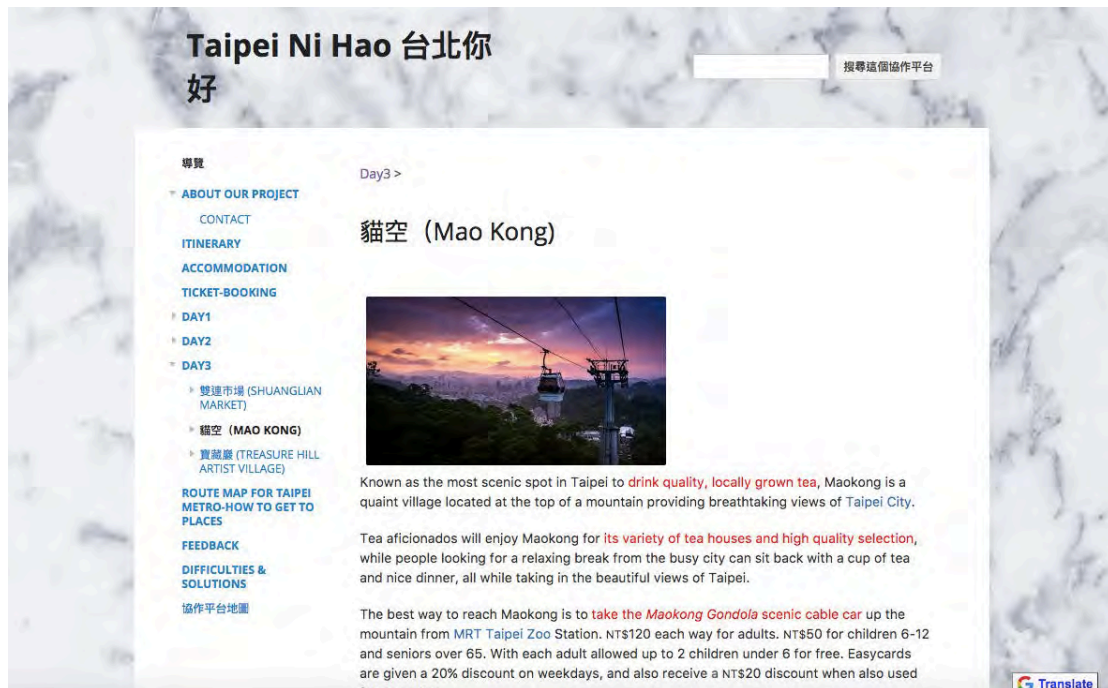 Taipei Ni Hao 台北你
好
搜尋這個協作平台
導覽
ABOUT OUR PROJECT
CONTACT
ITINERARY
ACCOMMODATION
TICKET-BOOKING
DAY1
DAY2
DAY3
雙連市場 (SHUANGLIAN
MARKET)
貓空（MAO KONG)
寶藏巖 (TREASURE HILL
ARTIST VILLAGE)
ROUTE MAP FOR TAIPEI
METRO-HOW TO GET TO
PLACES
FEEDBACK
DIFFICULTIES &
SOLUTIONS
協作平台地圖
Day3 >
貓空（Mao Kong)
Known as the most scenic spot in Taipei to drink quality, locally grown tea, Maokong is a
quaint village located at the top of a mountain providing breathtaking views of Taipei City.
Tea aficionados will enjoy Maokong for its variety of tea houses and high quality selection,
while people looking for a relaxing break from the busy city can sit back with a cup of tea
and nice dinner, all while taking in the beautiful views of Taipei.
The best way to reach Maokong is to take the Maokong Gondola scenic cable car up the
mountain from MRT Taipei Zoo Station. NT$120 each way for adults. NT$50 for children 6-12
and seniors over 65. With each adult allowed up to 2 children under 6 for free. Easycards
are given a 20% discount on weekdays, and also receive a NT$20 discount when also used
G Translate